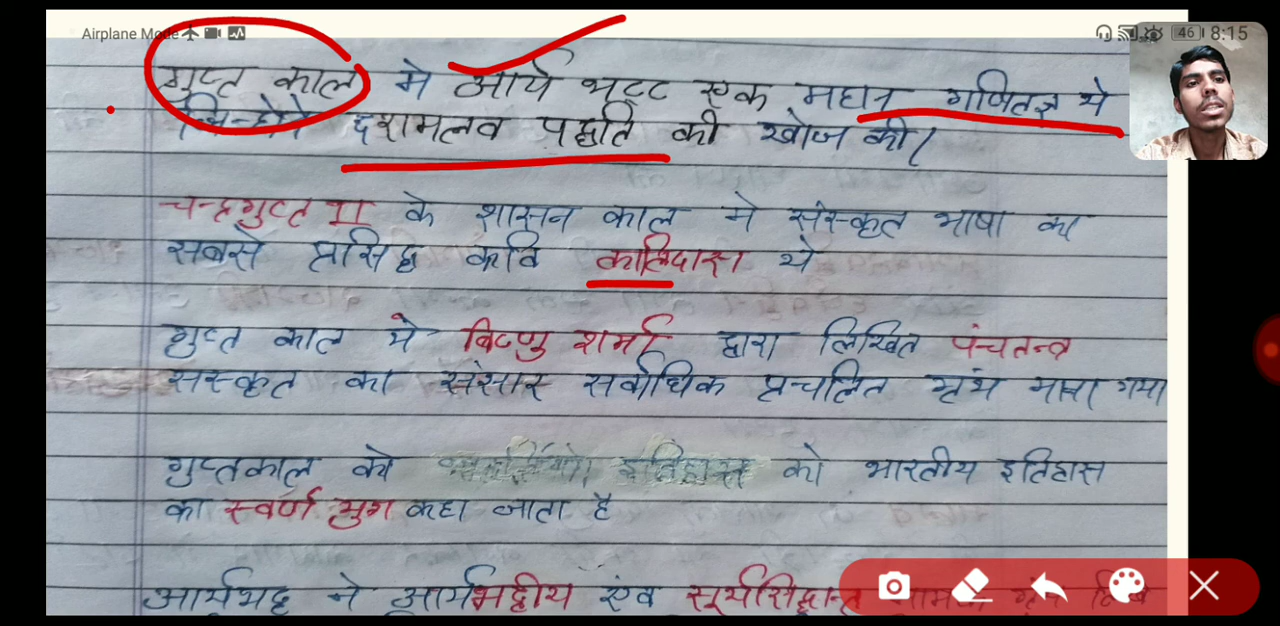 Airplane Mode
46 8:15
गुप्त काल मे आर्य भट्ट एक महान गणितज्ञ थे
जिन्होंने दशमलव पद्धति की खोज की।
चन्द्रगुप्त II के शासन काल मे संस्कृत भाषा का
सबसे प्रसिद्ध कवि कालिदास थे
गुप्त काल मे विष्णु शर्मा द्वारा लिखित पंचतन्त्र
संस्कृत का संसार सर्वाधिक प्रचलित ग्रंथ माना गया
गुप्तकाल को इतिहास को भारतीय इतिहास
का स्वर्ण युग कहा जाता है
आर्यभट्ट ने आर्यभट्टीय एंव सूर्यसिद्धान्त